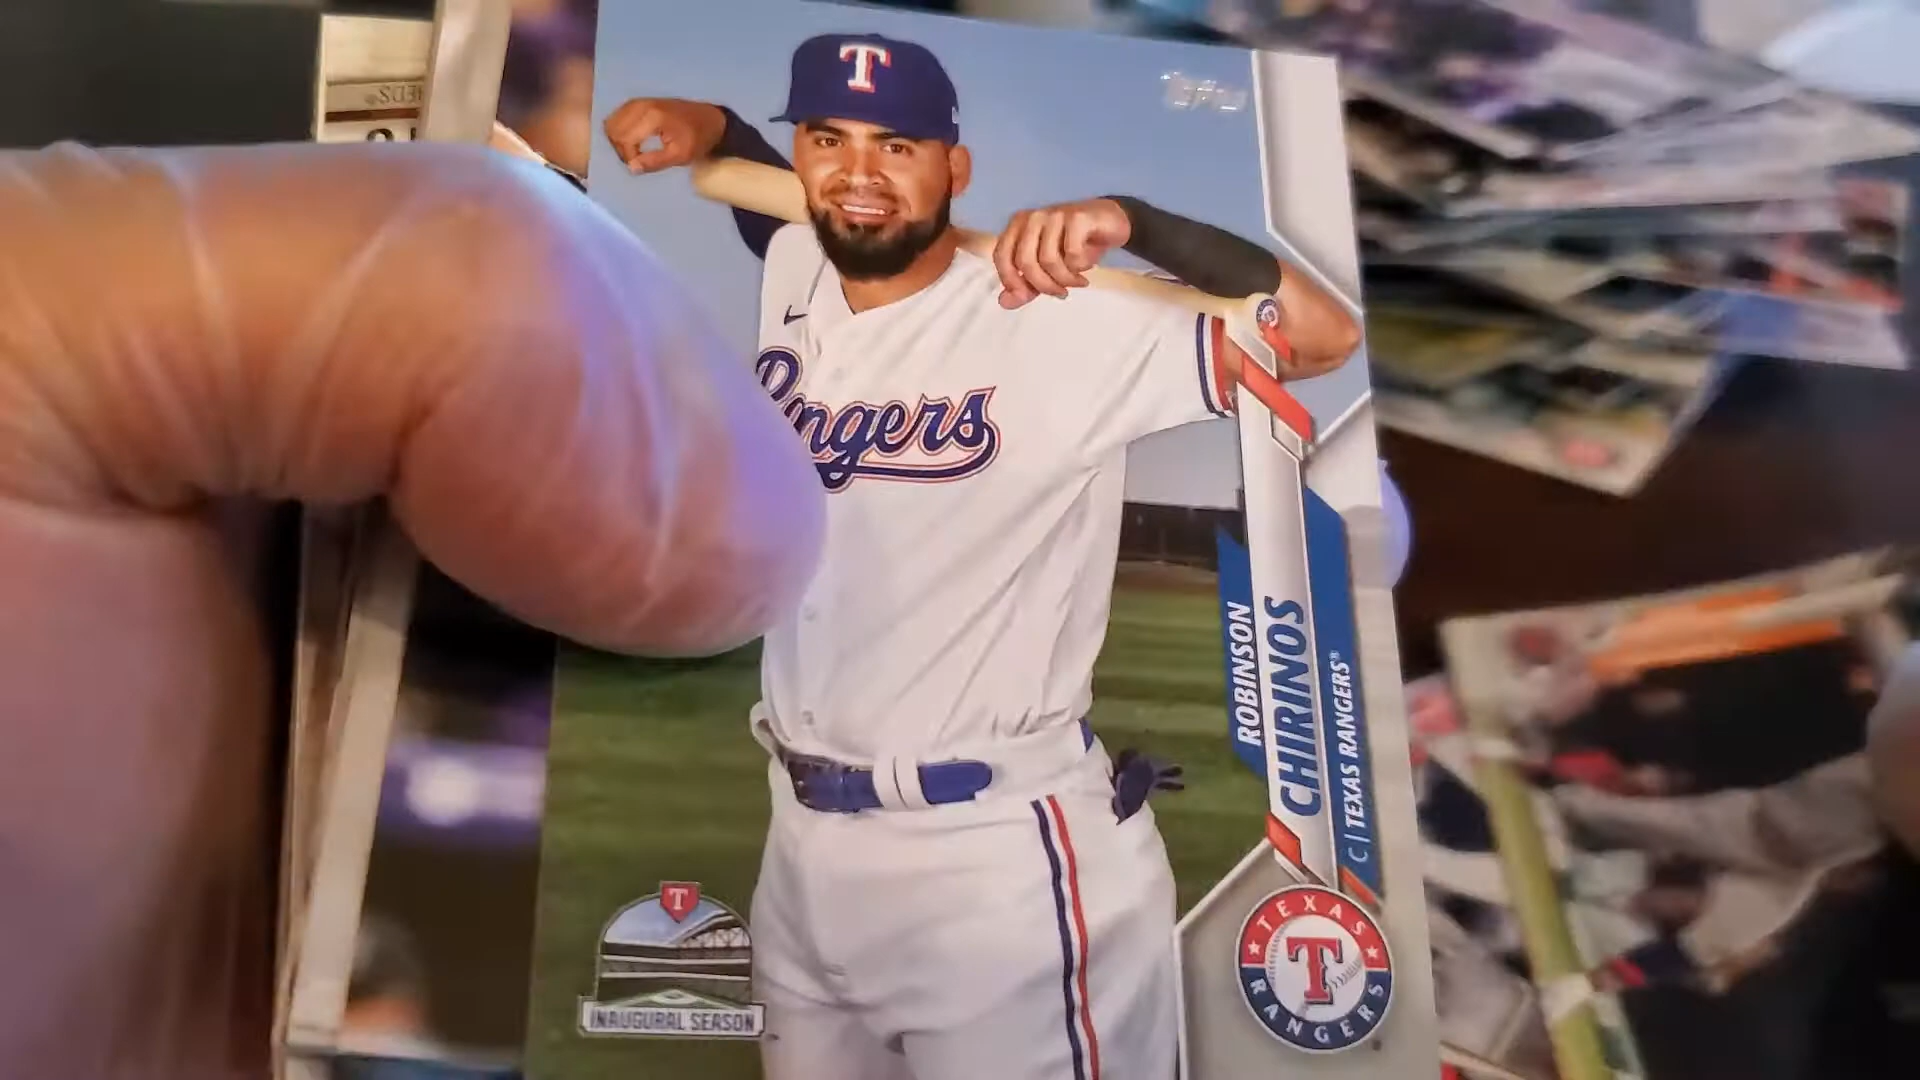 T
Topps
Rangers
ROBINSON
CHIRINOS
C | TEXAS RANGERS®
T
INAUGURAL SEASON
TEXAS
T
RANGERS